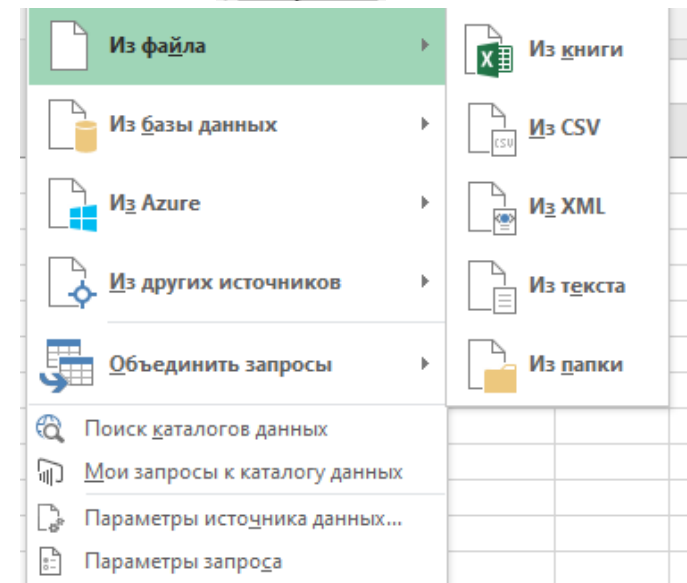 Из файла
Из базы данных
Из Azure
Из других источников
Объединить запросы
Поиск каталогов данных
Мои запросы к каталогу данных
Параметры источника данных...
Параметры запроса
Из книги
Из CSV
CSV
Из XML
Из текста
Из папки